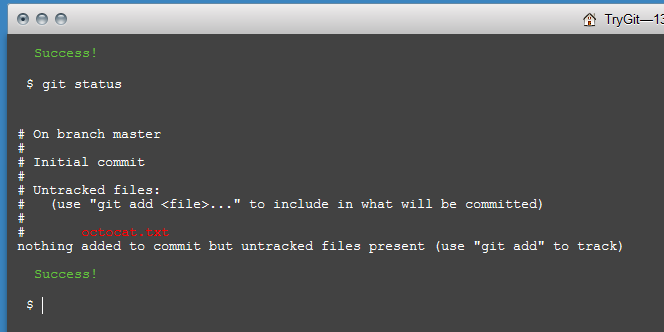 TryGit—13
Success!
$ git status
# On branch master
#
# Initial commit
#
# Untracked files:
#   (use "git add <file>..." to include in what will be committed)
#
#       octocat.txt
nothing added to commit but untracked files present (use "git add" to track)
Success!
$